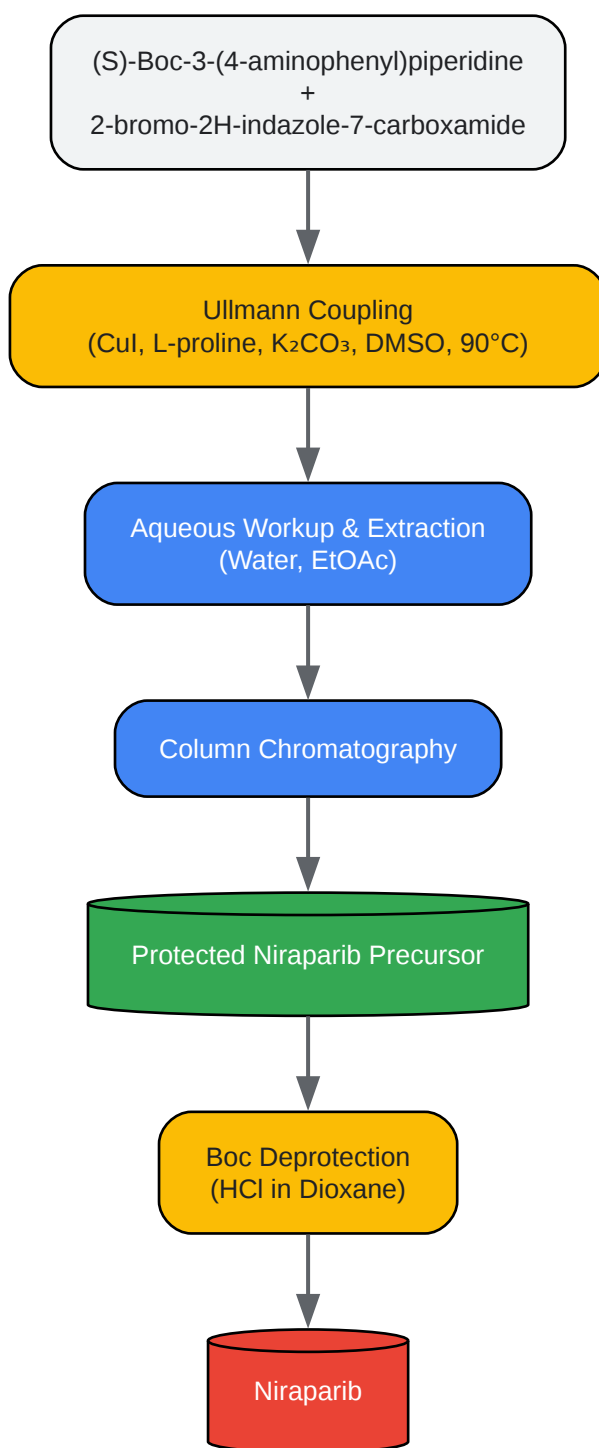 (S)-Boc-3-(4-aminophenyl)piperidine
+
2-bromo-2H-indazole-7-carboxamide
Ullmann Coupling
(CuI, L-proline, K₂CO₃, DMSO, 90°C)
Aqueous Workup & Extraction
(Water, EtOAc)
Column Chromatography
Protected Niraparib Precursor
Boc Deprotection
(HCl in Dioxane)
Niraparib